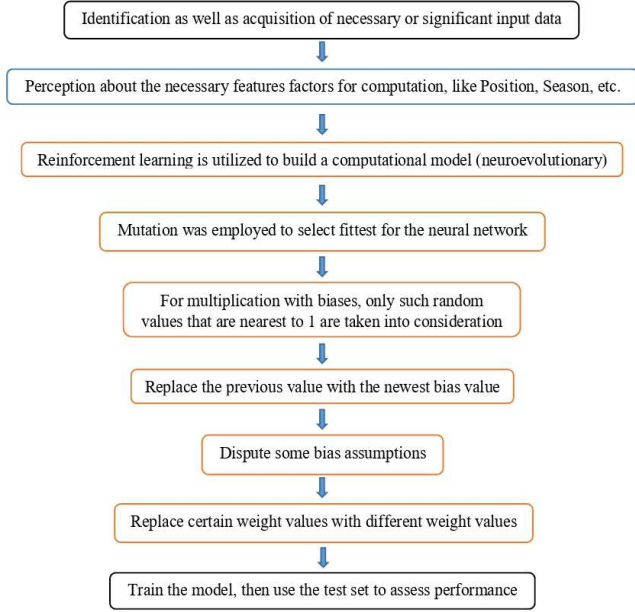 Identification as well as acquisition of necessary or significant input data
Perception about the necessary features factors for computation, like Position, Season, etc.
Reinforcement learning is utilized to build a computational model (neuroevolutionary)
Mutation was employed to select fittest for the neural network
For multiplication with biases, only such random
values that are nearest to 1 are taken into consideration
Replace the previous value with the newest bias value
Dispute some bias assumptions
Replace certain weight values with different weight values
Train the model, then use the test set to assess performance